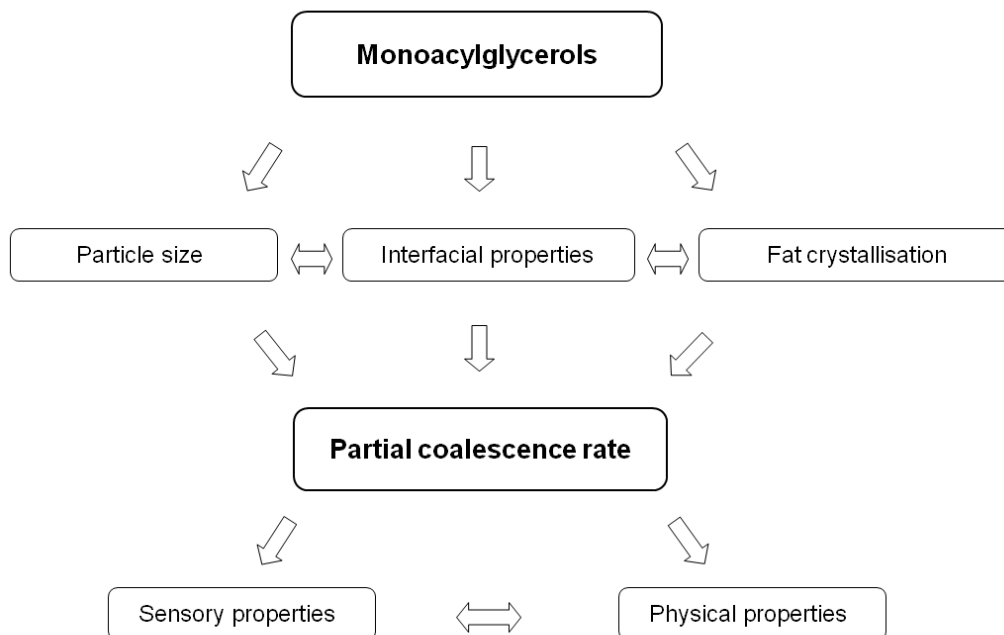 Monoacylglycerols
Particle size
Interfacial properties
Fat crystallisation
Partial coalescence rate
Sensory properties
Physical properties